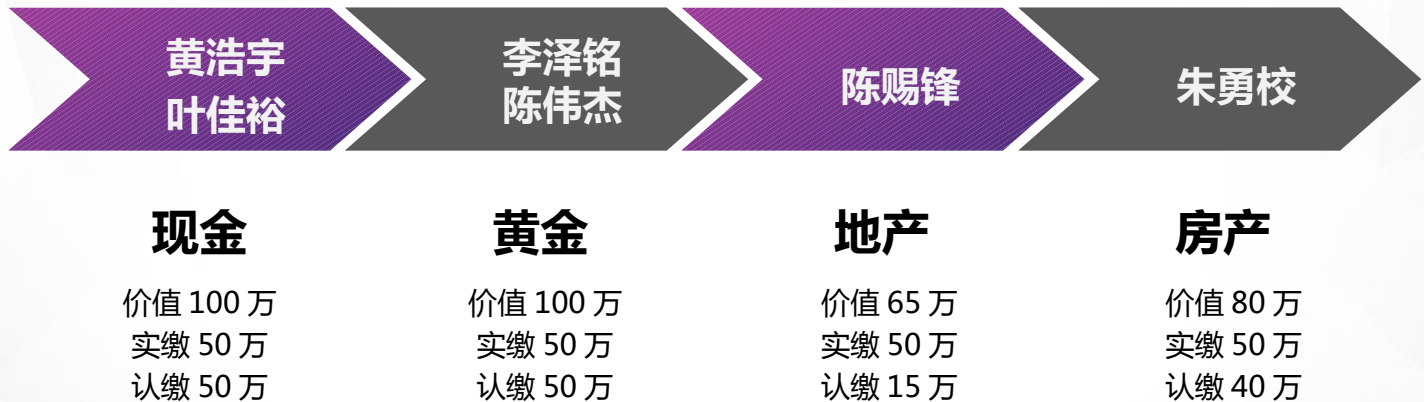 黄浩宇
叶佳裕
李泽铭
陈伟杰
陈赐锋
朱勇校
现金
价值 100 万
实缴 50 万
认缴 50 万
黄金
价值 100 万
实缴 50 万
认缴 50 万
地产
价值 65 万
实缴 50 万
认缴 15 万
房产
价值 80 万
实缴 50 万
认缴 40 万